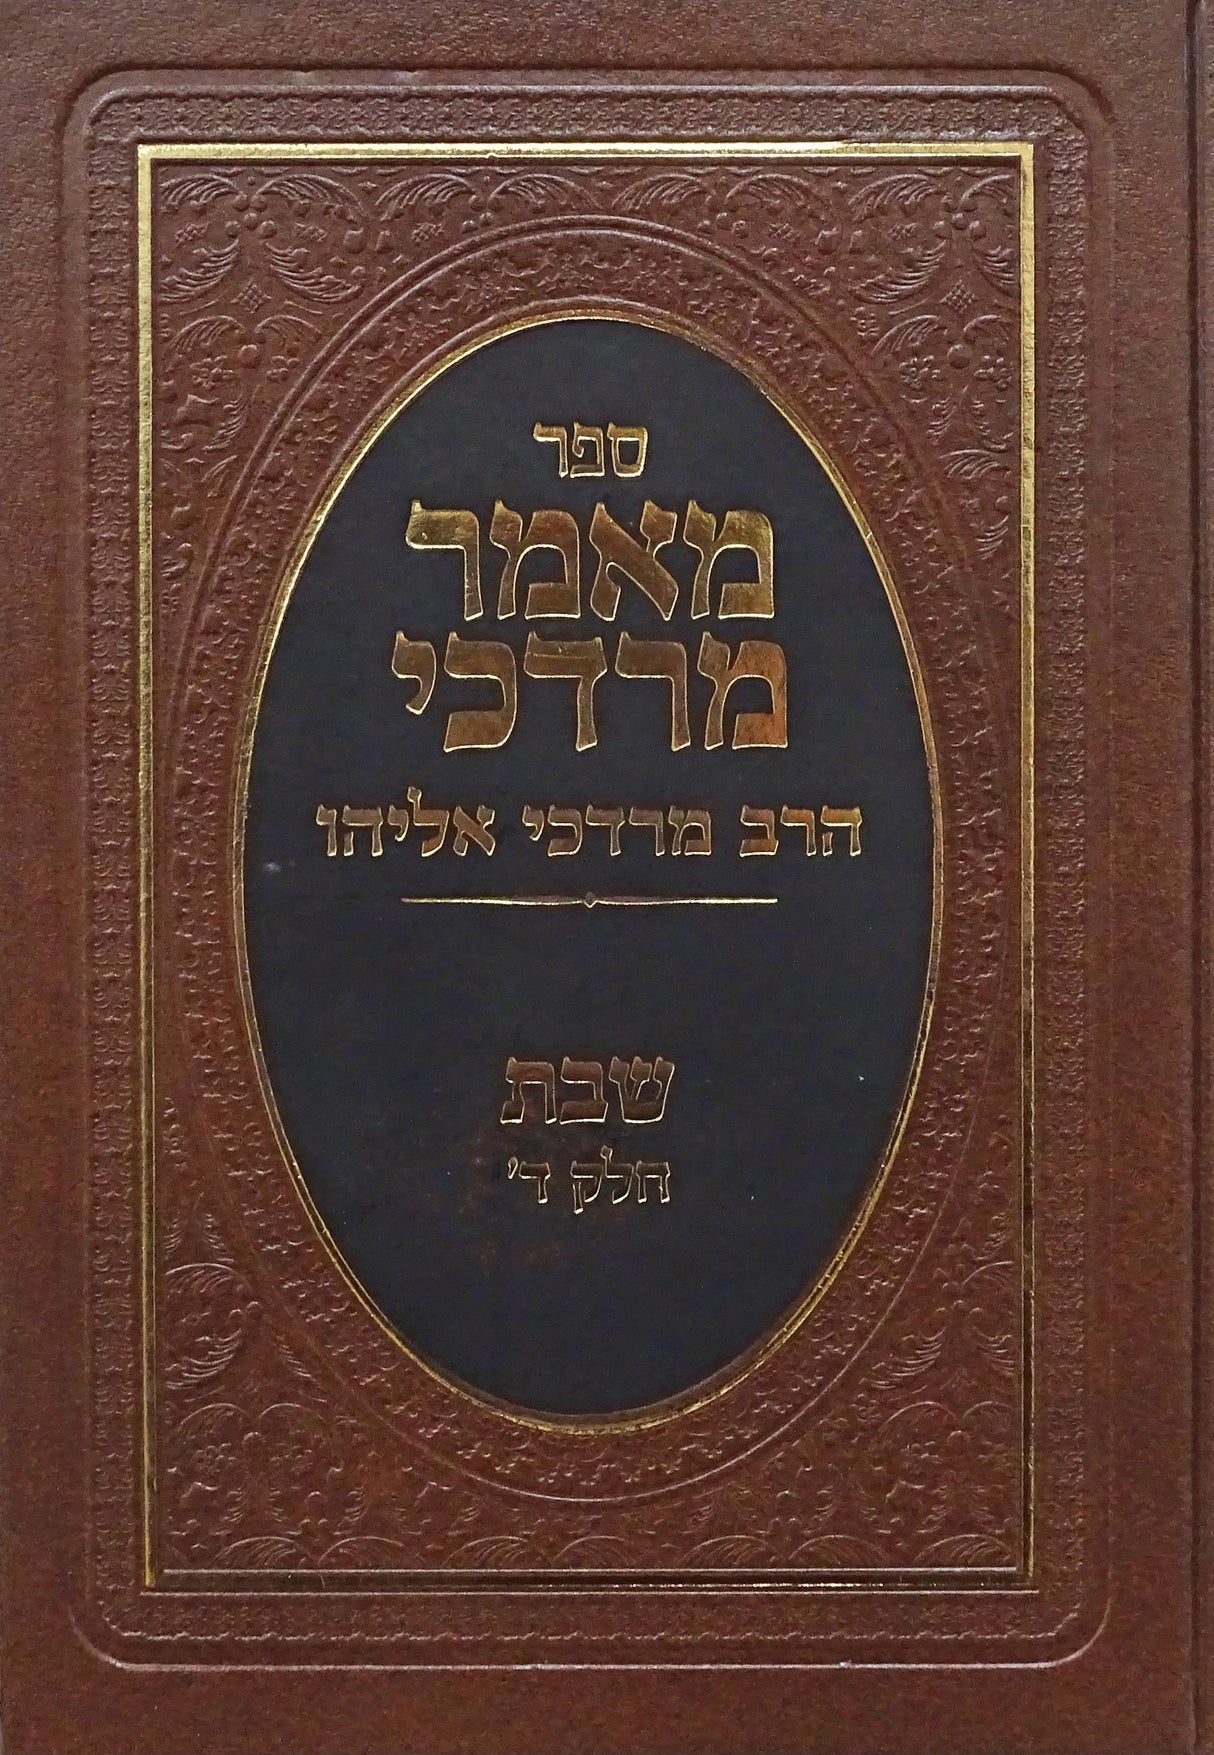 ספר
מאמר
מרדכי
הרב מרדכי אליהו
שבת
חלק ד'